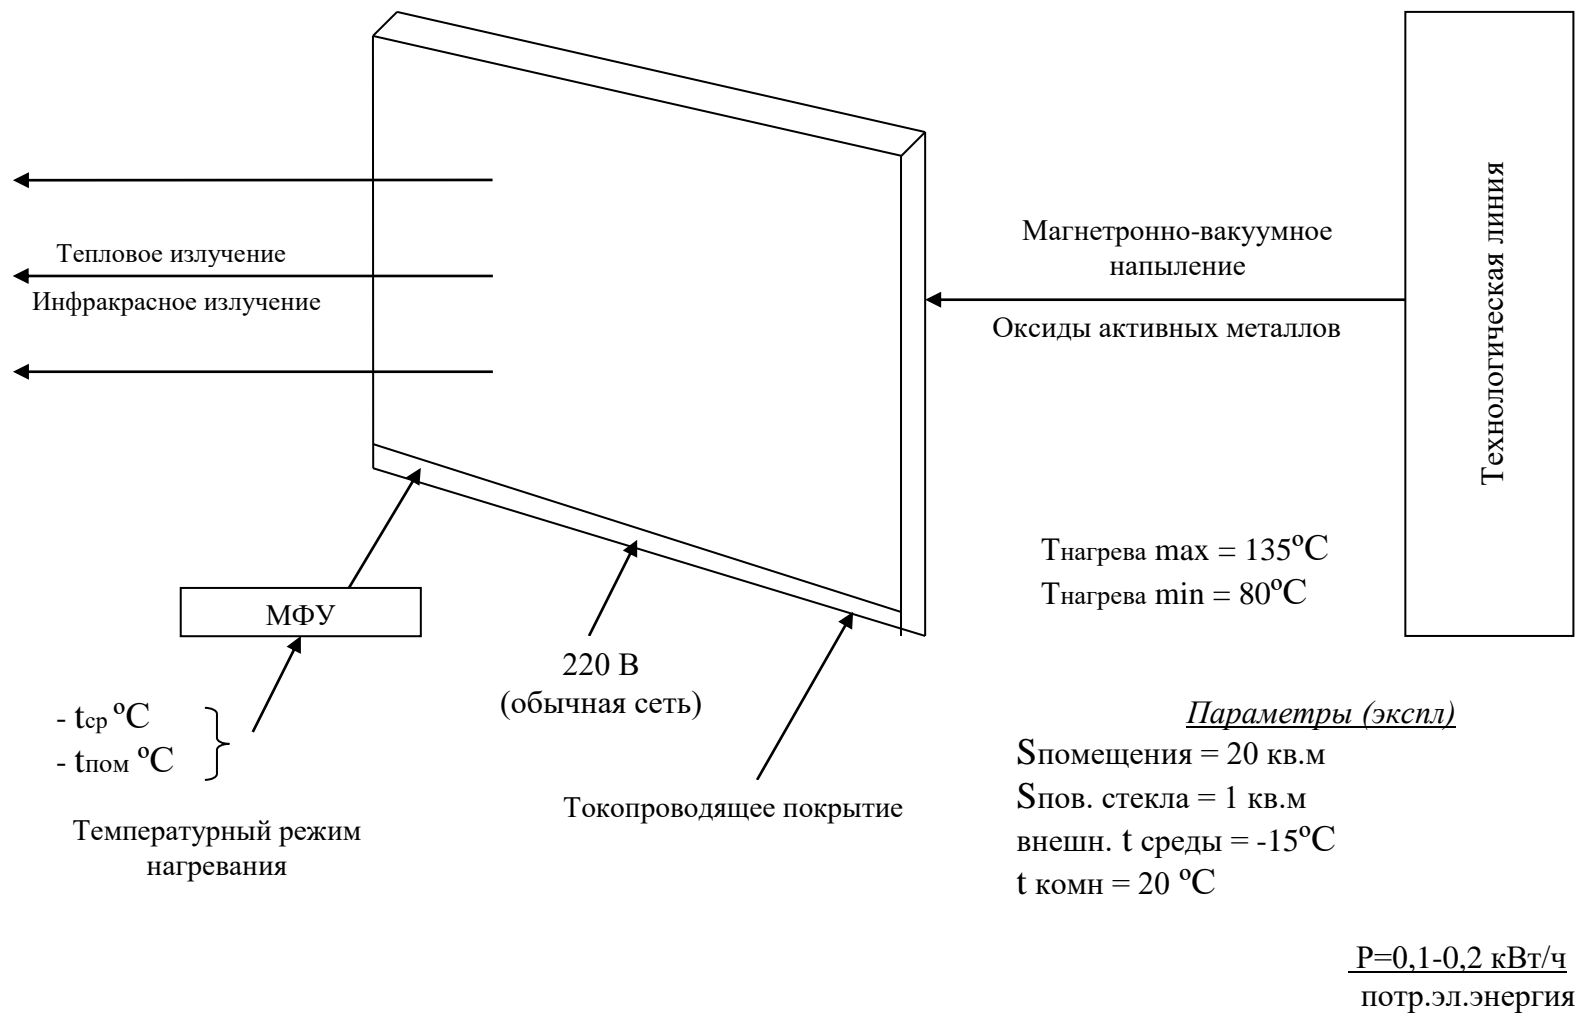 Тепловое излучение
Инфракрасное излучение
Магнетронно-вакуумное
напыление
Оксиды активных металлов
Технологическая линия
Tнагрева max = 135ºC
Tнагрева min = 80ºC
МФУ
220 В
(обычная сеть)
- tср ºC
- tпом ºC
Температурный режим
нагревания
Токопроводящее покрытие
Параметры (экспл)
Sпомещения = 20 кв.м
Sпов. стекла = 1 кв.м
внешн. t среды = -15ºC
t комн = 20 ºC
P=0,1-0,2 кВт/ч
потр.эл.энергия